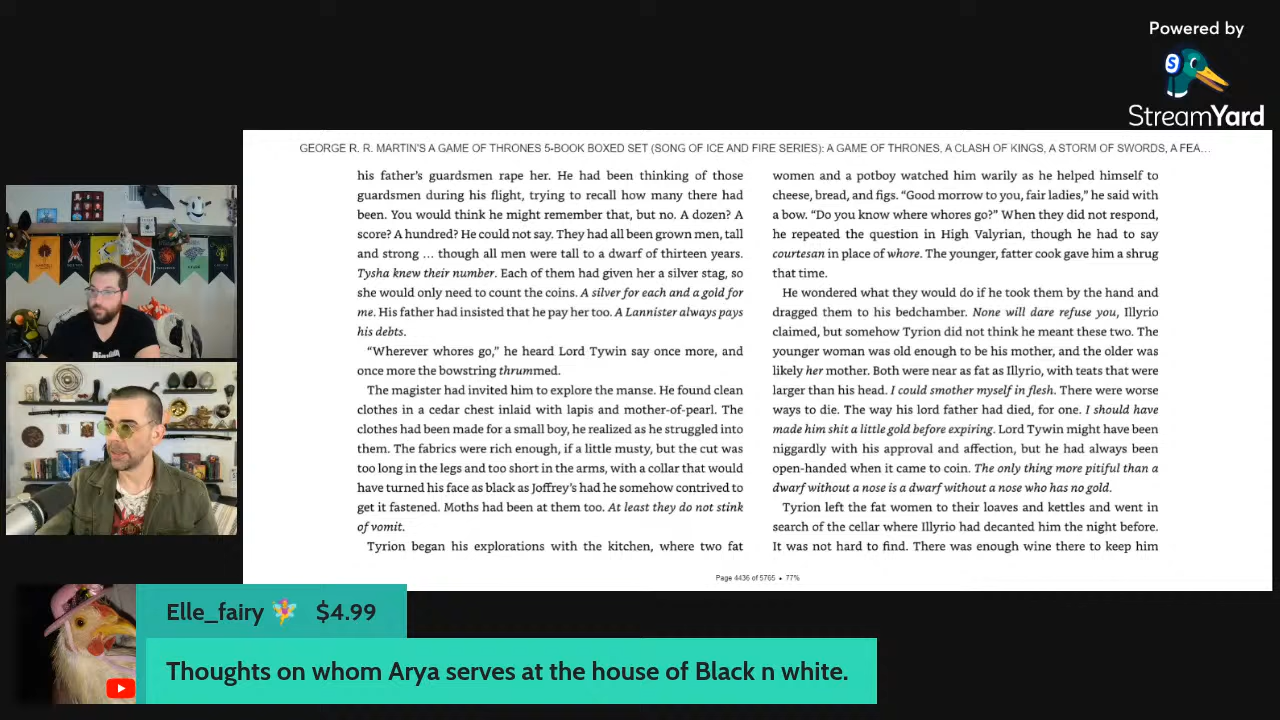 Powered by
S
StreamYard
GEORGE R. R. MARTIN'S A GAME OF THRONES 5-BOOK BOXED SET (SONG OF ICE AND FIRE SERIES): A GAME OF THRONES, A CLASH OF KINGS, A STORM OF SWORDS, A FEA...
his father's guardsmen rape her. He had been thinking of those
guardsmen during his flight, trying to recall how many there had
been. You would think he might remember that, but no. A dozen? A
score? A hundred? He could not say. They had all been grown men, tall
and strong ... though all men were tall to a dwarf of thirteen years.
Tysha knew their number. Each of them had given her a silver stag, so
she would only need to count the coins. A silver for each and a gold for
me. His father had insisted that he pay her too. A Lannister always pays
his debts.
"Wherever whores go," he heard Lord Tywin say once more, and
once more the bowstring thrummed.
The magister had invited him to explore the manse. He found clean
clothes in a cedar chest inlaid with lapis and mother-of-pearl. The
clothes had been made for a small boy, he realized as he struggled into
them. The fabrics were rich enough, if a little musty, but the cut was
too long in the legs and too short in the arms, with a collar that would
have turned his face as black as Joffrey's had he somehow contrived to
get it fastened. Moths had been at them too. At least they do not stink
of vomit.
Tyrion began his explorations with the kitchen, where two fat
women and a potboy watched him warily as he helped himself to
cheese, bread, and figs. "Good morrow to you, fair ladies," he said with
a bow. "Do you know where whores go?" When they did not respond,
he repeated the question in High Valyrian, though he had to say
courtesan in place of whore. The younger, fatter cook gave him a shrug
that time.
He wondered what they would do if he took them by the hand and
dragged them to his bedchamber. None will dare refuse you, Illyrio
claimed, but somehow Tyrion did not think he meant these two. The
younger woman was old enough to be his mother, and the older was
likely her mother. Both were near as fat as Illyrio, with teats that were
larger than his head. I could smother myself in flesh. There were worse
ways to die. The way his lord father had died, for one. I should have
made him shit a little gold before expiring. Lord Tywin might have been
niggardly with his approval and affection, but he had always been
open-handed when it came to coin. The only thing more pitiful than a
dwarf without a nose is a dwarf without a nose who has no gold.
Tyrion left the fat women to their loaves and kettles and went in
search of the cellar where Illyrio had decanted him the night before.
It was not hard to find. There was enough wine there to keep him
Page 4436 of 5765 • 77%
Elle_fairy 🧚 $4.99
Thoughts on whom Arya serves at the house of Black n white.